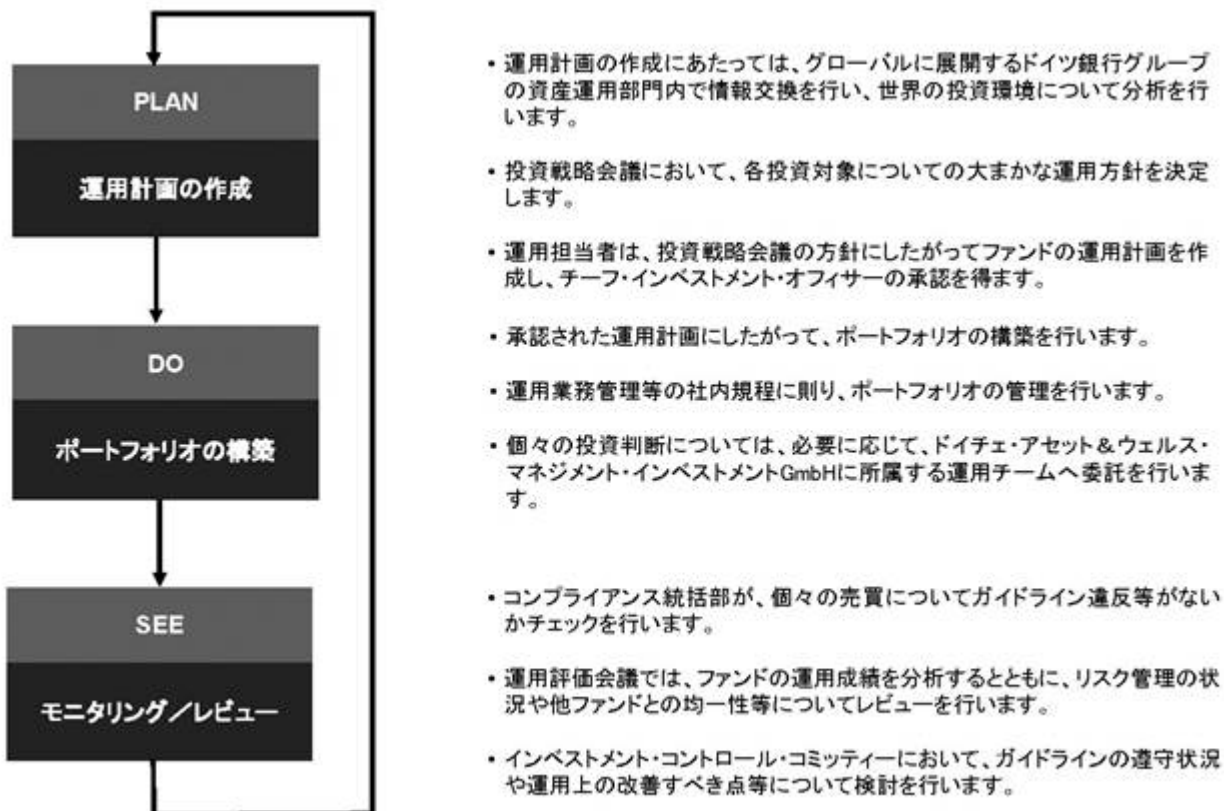 PLAN
運用計画の作成
・運用計画の作成にあたっては、グローバルに展開するドイツ銀行グループ
の資産運用部門内で情報交換を行い、世界の投資環境について分析を行
います。
・投資戦略会議において、各投資対象についての大まかな運用方針を決定
します。
・運用担当者は、投資戦略会議の方針にしたがってファンドの運用計画を作
成し、チーフ・インベストメント・オフィサーの承認を得ます。
DO
ポートフォリオの構築
・承認された運用計画にしたがって、ポートフォリオの構築を行います。
・運用業務管理等の社内規程に則り、ポートフォリオの管理を行います。
・個々の投資判断については、必要に応じて、ドイチェ・アセット＆ウェルス・
マネジメント・インベストメントGmbHに所属する運用チームへ委託を行いま
す。
SEE
モニタリング／レビュー
・コンプライアンス統括部が、個々の売買についてガイドライン違反等がない
かチェックを行います。
・運用評価会議では、ファンドの運用成績を分析するとともに、リスク管理の状
況や他ファンドとの均一性等についてレビューを行います。
・インベストメント・コントロール・コミッティーにおいて、ガイドラインの遵守状況
や運用上の改善すべき点等について検討を行います。